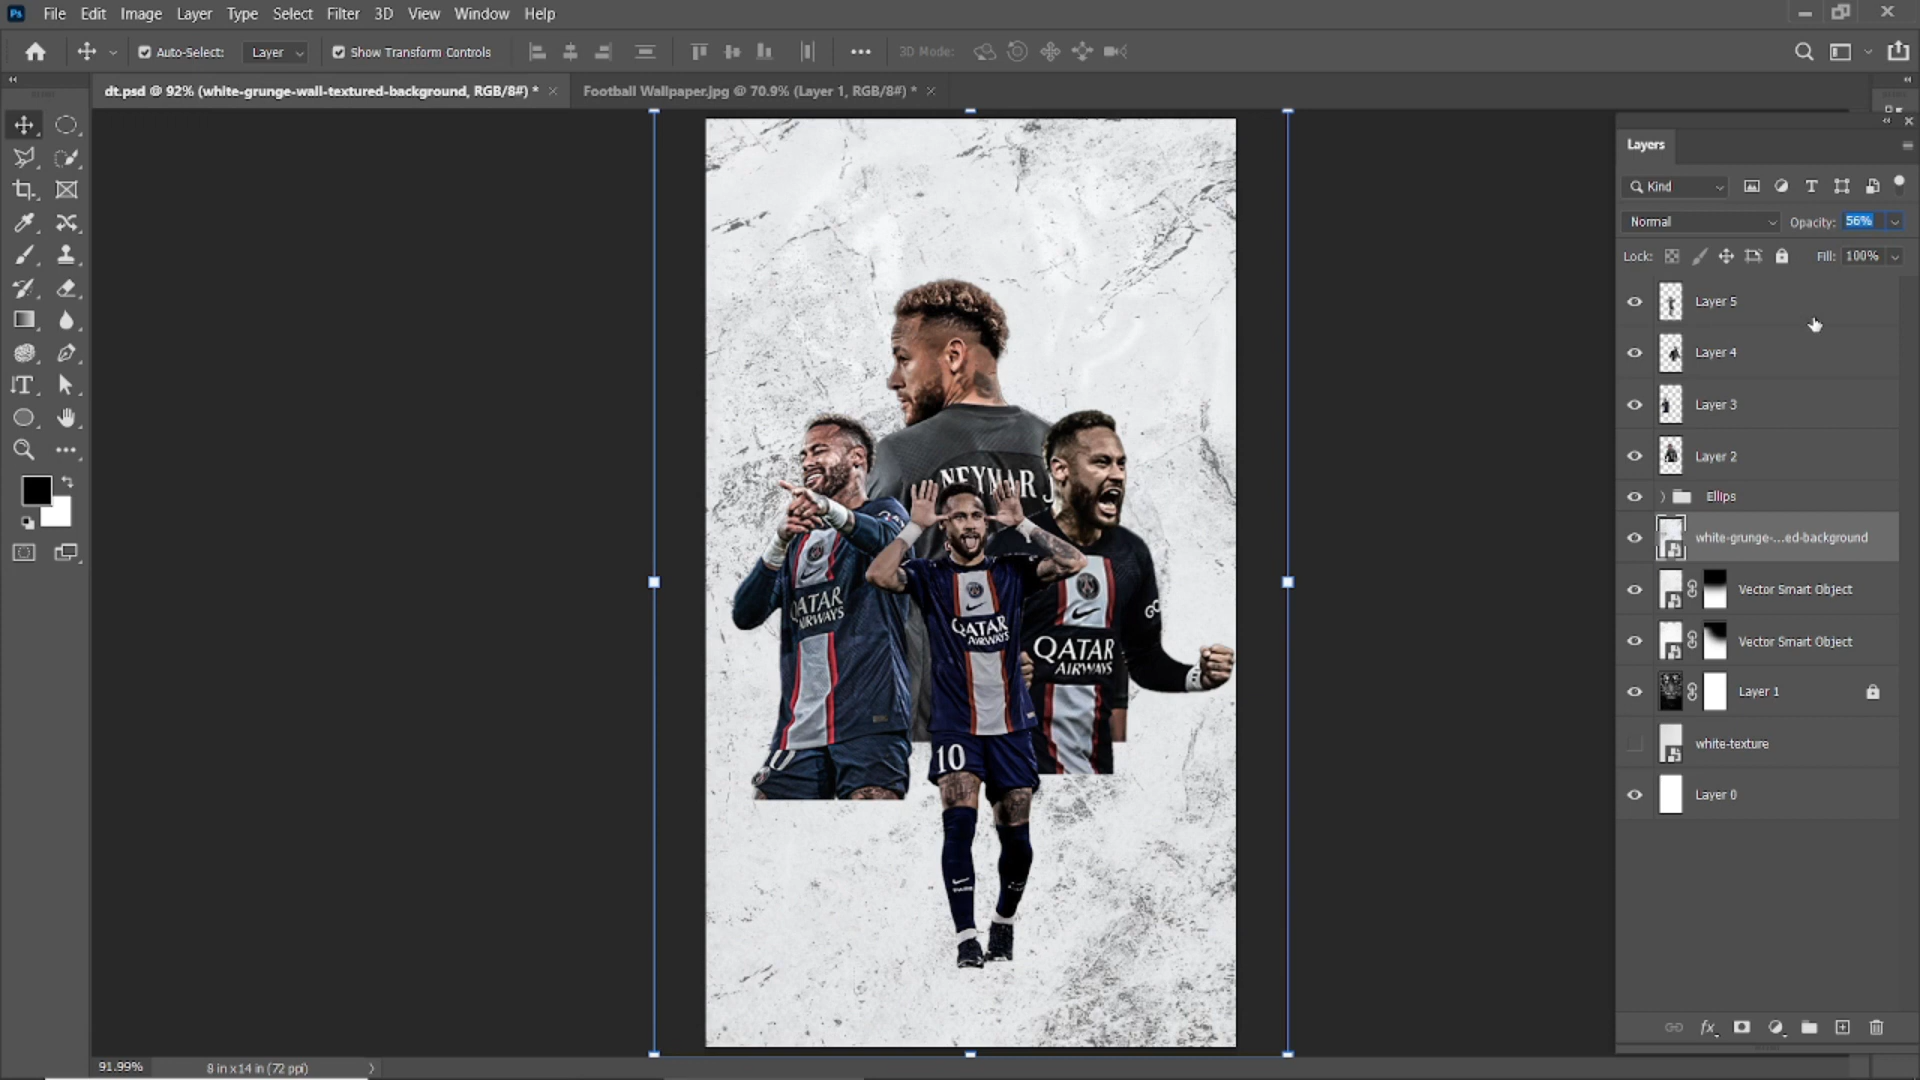 Ps File Edit Image Layer Type Select Filter 3D View Window Help
Auto-Select: Layer Show Transform Controls 3D Mode:
dt.psd @ 92% (white-grunge-wall-textured-background, RGB/8#) * Football Wallpaper.jpg @ 70.9% (Layer 1, RGB/8#) *
Layers
Kind
Normal Opacity: 56%
Lock: Fill: 100%
Layer 5
Layer 4
Layer 3
Layer 2
Ellips
white-grunge-...ed-background
Vector Smart Object
Vector Smart Object
Layer 1
white-texture
Layer 0
NEYMAR J
QATAR
AIRWAYS
QATAR
AIRWAYS
QATAR
AIRWAYS
10
fx
91.99% 8 in x 14 in (72 ppi)